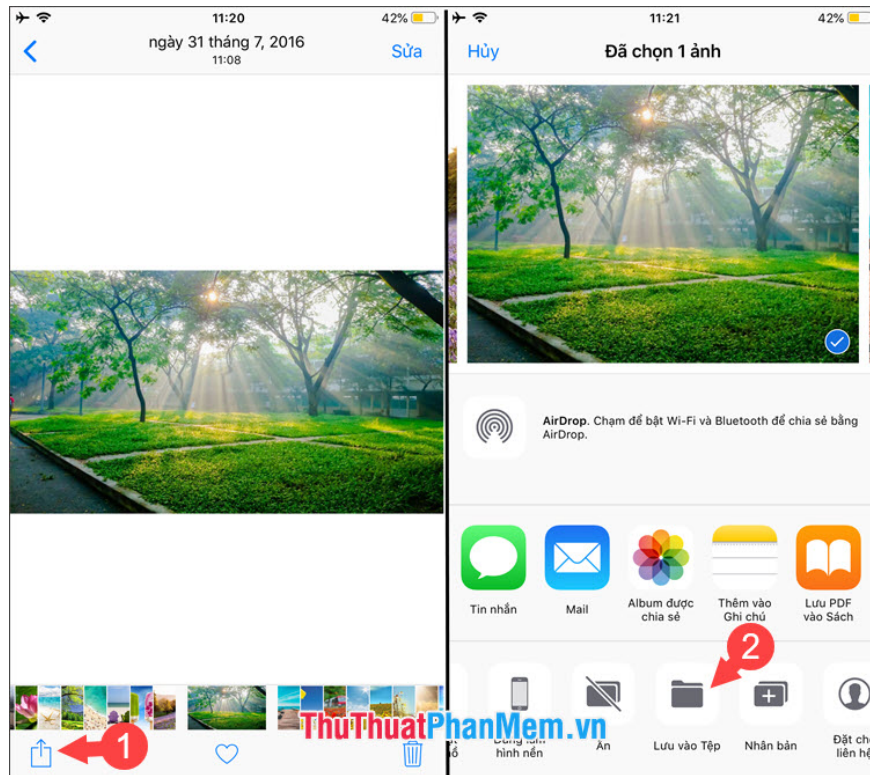 11:20
42%
ngày 31 tháng 7, 2016
11:08
Sửa
1
11:21
42%
Hủy
Đã chọn 1 ảnh
AirDrop. Chạm để bật Wi-Fi và Bluetooth để chia sẻ bằng
AirDrop.
Tin nhắn
Mail
Album được
chia sẻ
Thêm vào
Ghi chú
Lưu PDF
vào Sách
2
hình nền
Ẩn
Lưu vào Tệp
Nhân bản
Đặt
liên
ThuThuatPhanMem.vn